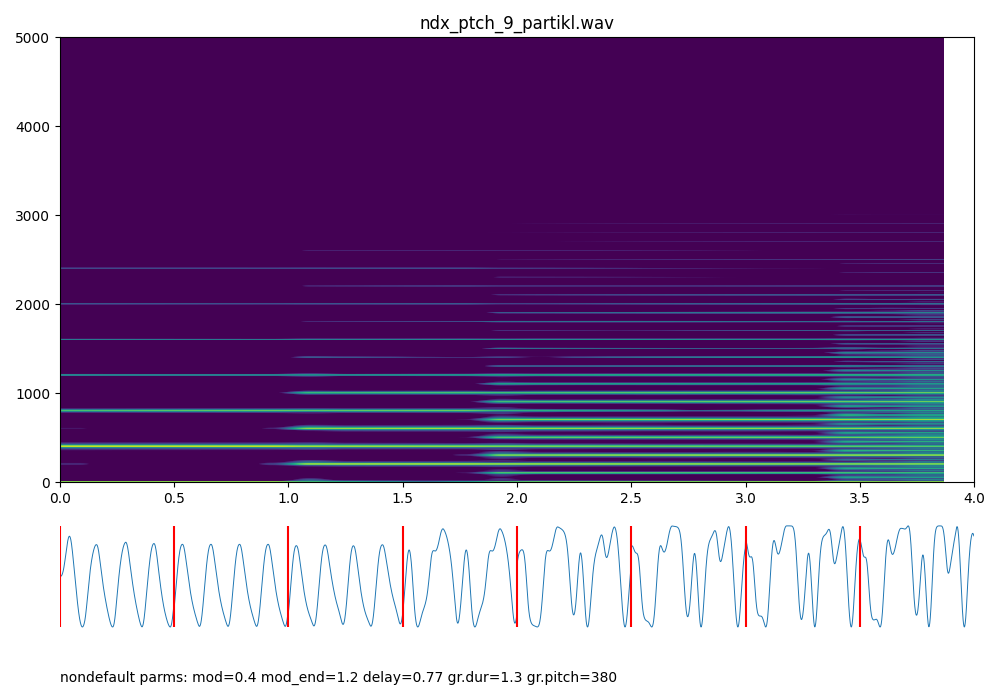 ndx_ptch_9_partikl.wav
5000
4000
3000
2000
1000
0
0.0 0.5 1.0 1.5 2.0 2.5 3.0 3.5 4.0
nondefault parms: mod=0.4 mod_end=1.2 delay=0.77 gr.dur=1.3 gr.pitch=380